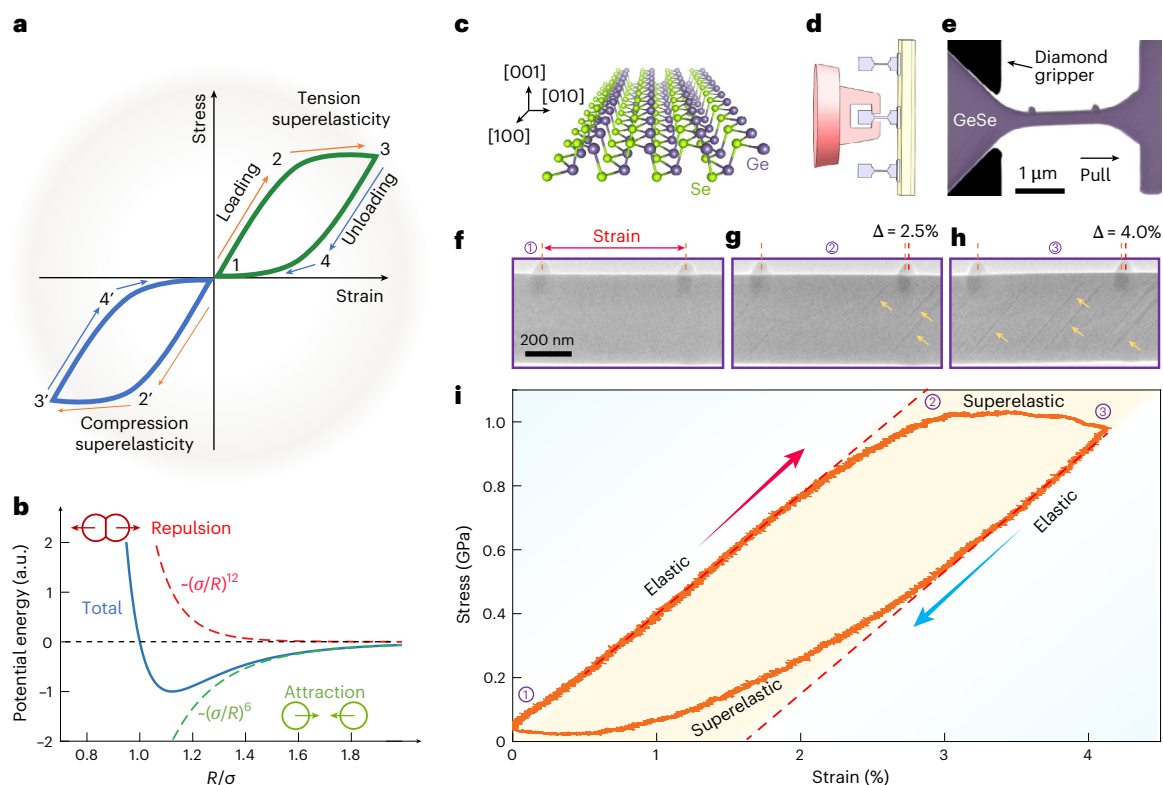 a
Stress
Tension
superelasticity
2
3
Loading
Unloading
1
4
Strain
4′
3′
2′
Compression
superelasticity
b
Repulsion
~(σ/R)¹²
Total
Attraction
~(σ/R)⁶
Potential energy (a.u.)
2
1
0
−1
−2
0.8
1.0
1.2
1.4
1.6
1.8
R/σ
c
[001]
[010]
[100]
Ge
Se
d
e
Diamond
gripper
GeSe
1 µm
Pull
f
①
Strain
200 nm
g
②
Δ = 2.5%
h
③
Δ = 4.0%
i
②
Superelastic
③
Elastic
Elastic
①
Superelastic
Stress (GPa)
1.0
0.8
0.6
0.4
0.2
0
0
1
2
3
4
Strain (%)